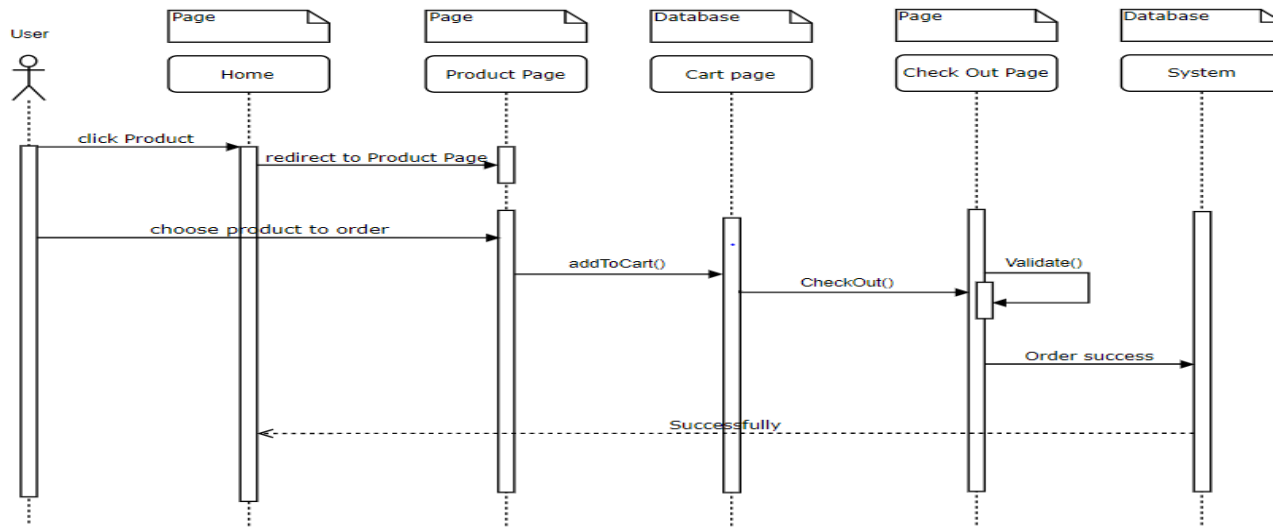 Page
Page
Database
Page
Database
User
Home
Product Page
Cart page
Check Out Page
System
click Product
redirect to Product Page
choose product to order
addToCart()
Validate()
CheckOut()
Order success
Successfully